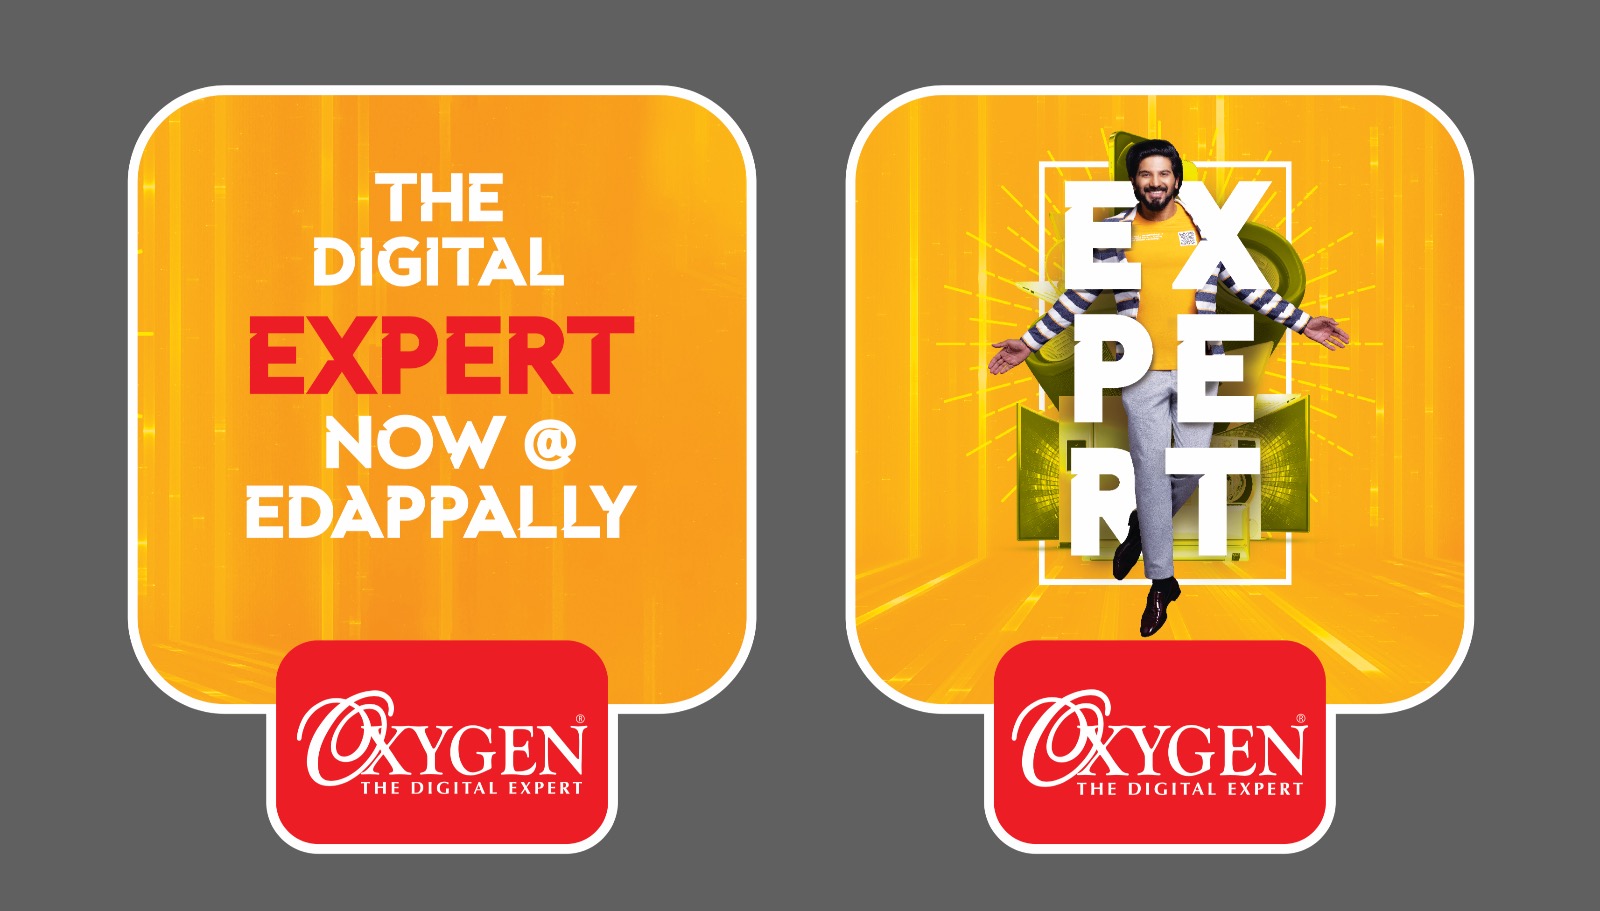 THE
DIGITAL
EXPERT
NOW @
EDAPPALLY
OXYGEN®
THE DIGITAL EXPERT
EX
PE
RT
OXYGEN®
THE DIGITAL EXPERT